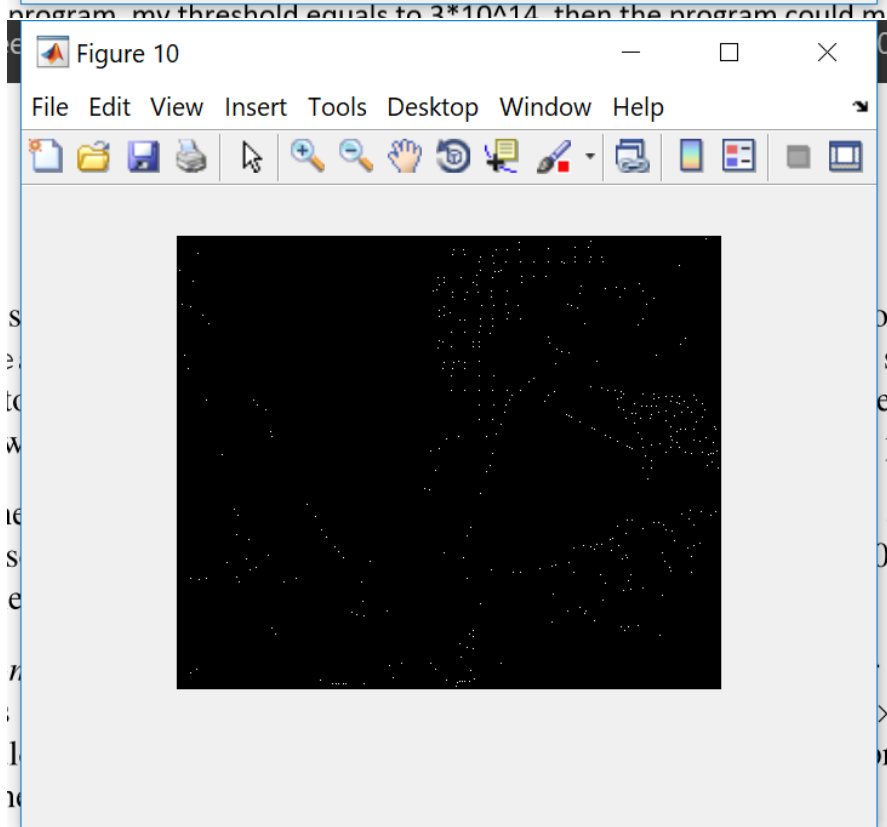 program, my threshold equals to 3*10^14, then the program could m
Figure 10
File Edit View Insert Tools Desktop Window Help